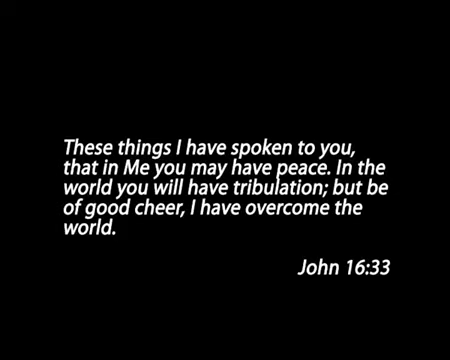 These things I have spoken to you,
that in Me you may have peace. In the
world you will have tribulation; but be
of good cheer, I have overcome the
world.
John 16:33